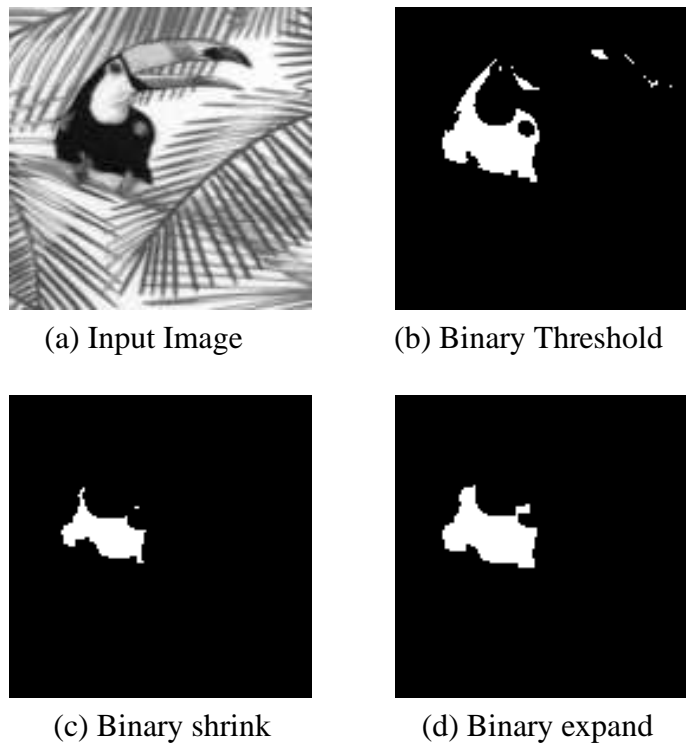 (a) Input Image
(b) Binary Threshold
(c) Binary shrink
(d) Binary expand